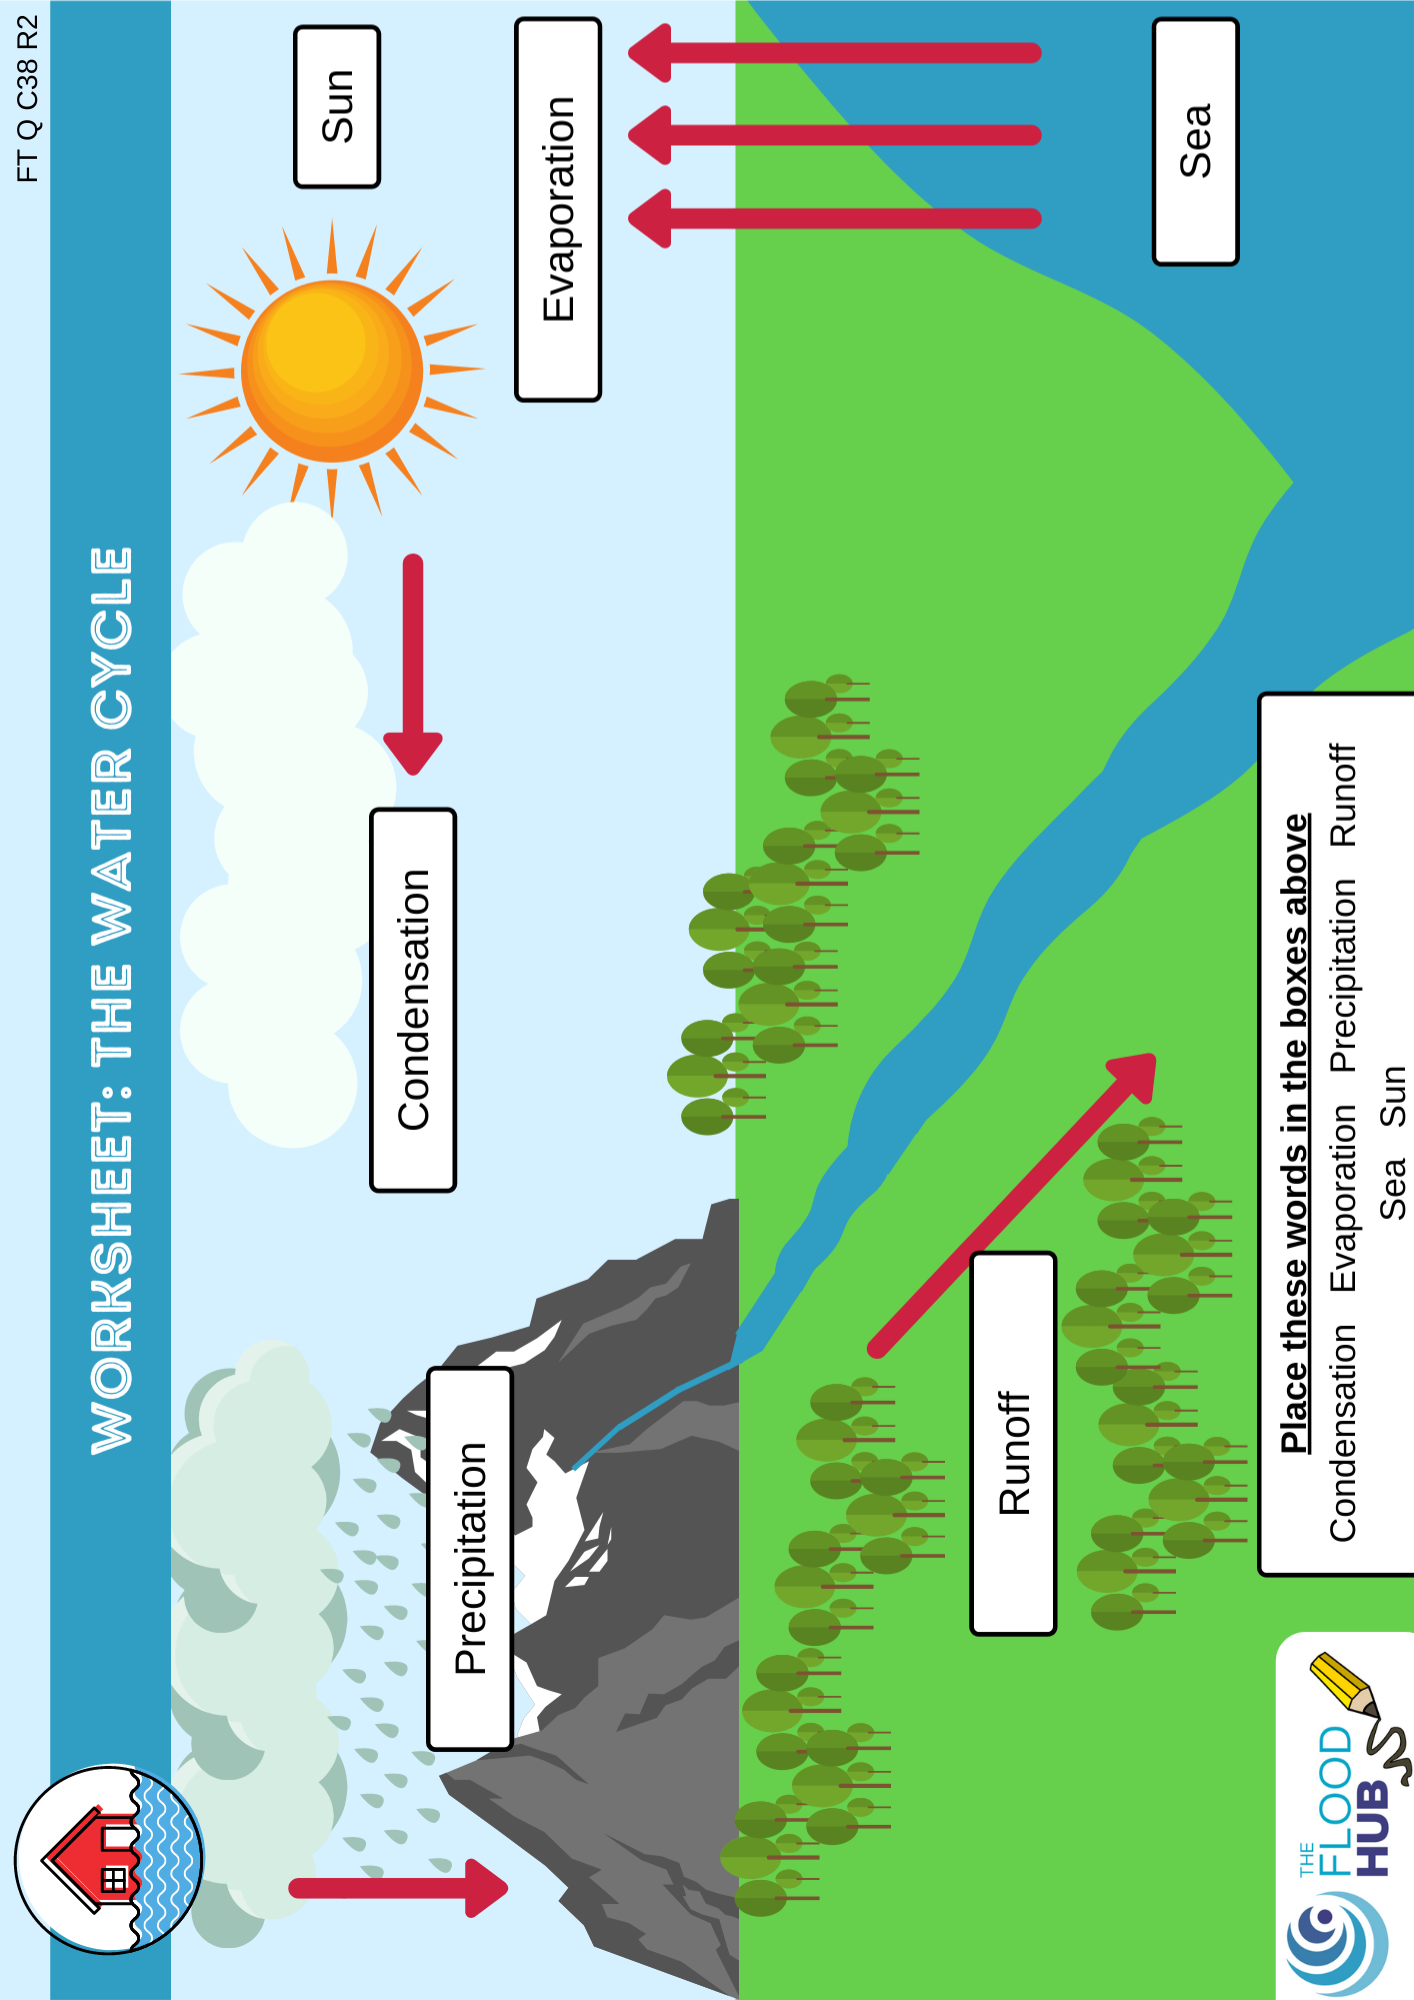 FT Q C38 R2
WORKSHEET: THE WATER CYCLE
Sun
Evaporation
Condensation
Precipitation
Sea
Runoff
Place these words in the boxes above
Condensation Evaporation Precipitation Runoff
Sea Sun
THE
FLOOD
HUB